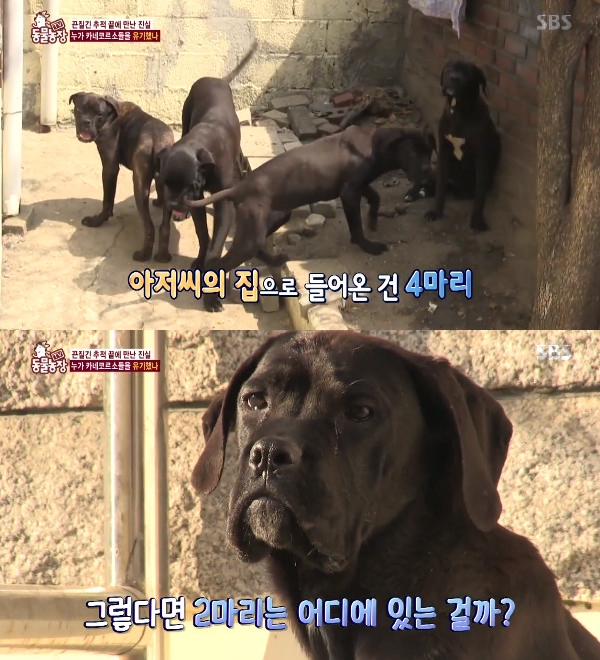 TV 동물농장
끈질긴 추적 끝에 만난 진실
누가 카네코르소들을 유기했나
SBS
아저씨의 집으로 들어온 건 4마리
TV 동물농장
끈질긴 추적 끝에 만난 진실
누가 카네코르소들을 유기했나
SBS
그렇다면 2마리는 어디에 있는 걸까?